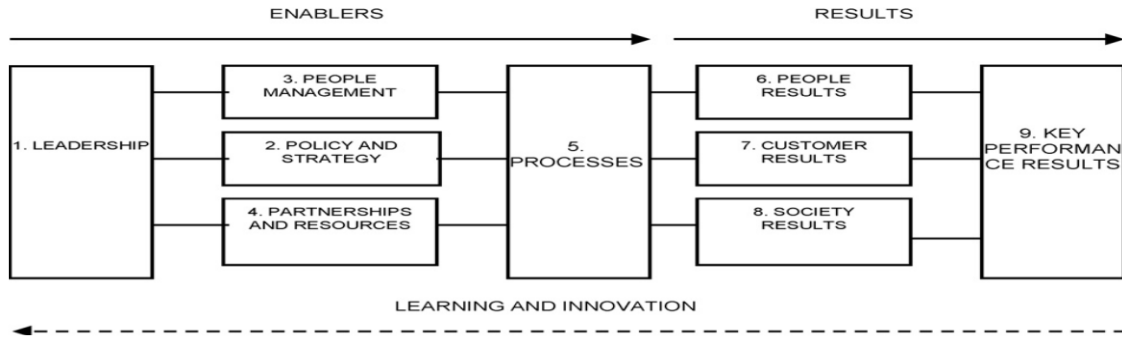 ENABLERS
RESULTS
1. LEADERSHIP
3. PEOPLE
MANAGEMENT
2. POLICY AND
STRATEGY
4. PARTNERSHIPS
AND RESOURCES
5.
PROCESSES
6. PEOPLE
RESULTS
7. CUSTOMER
RESULTS
8. SOCIETY
RESULTS
9. KEY
PERFORMAN
CE RESULTS
LEARNING AND INNOVATION